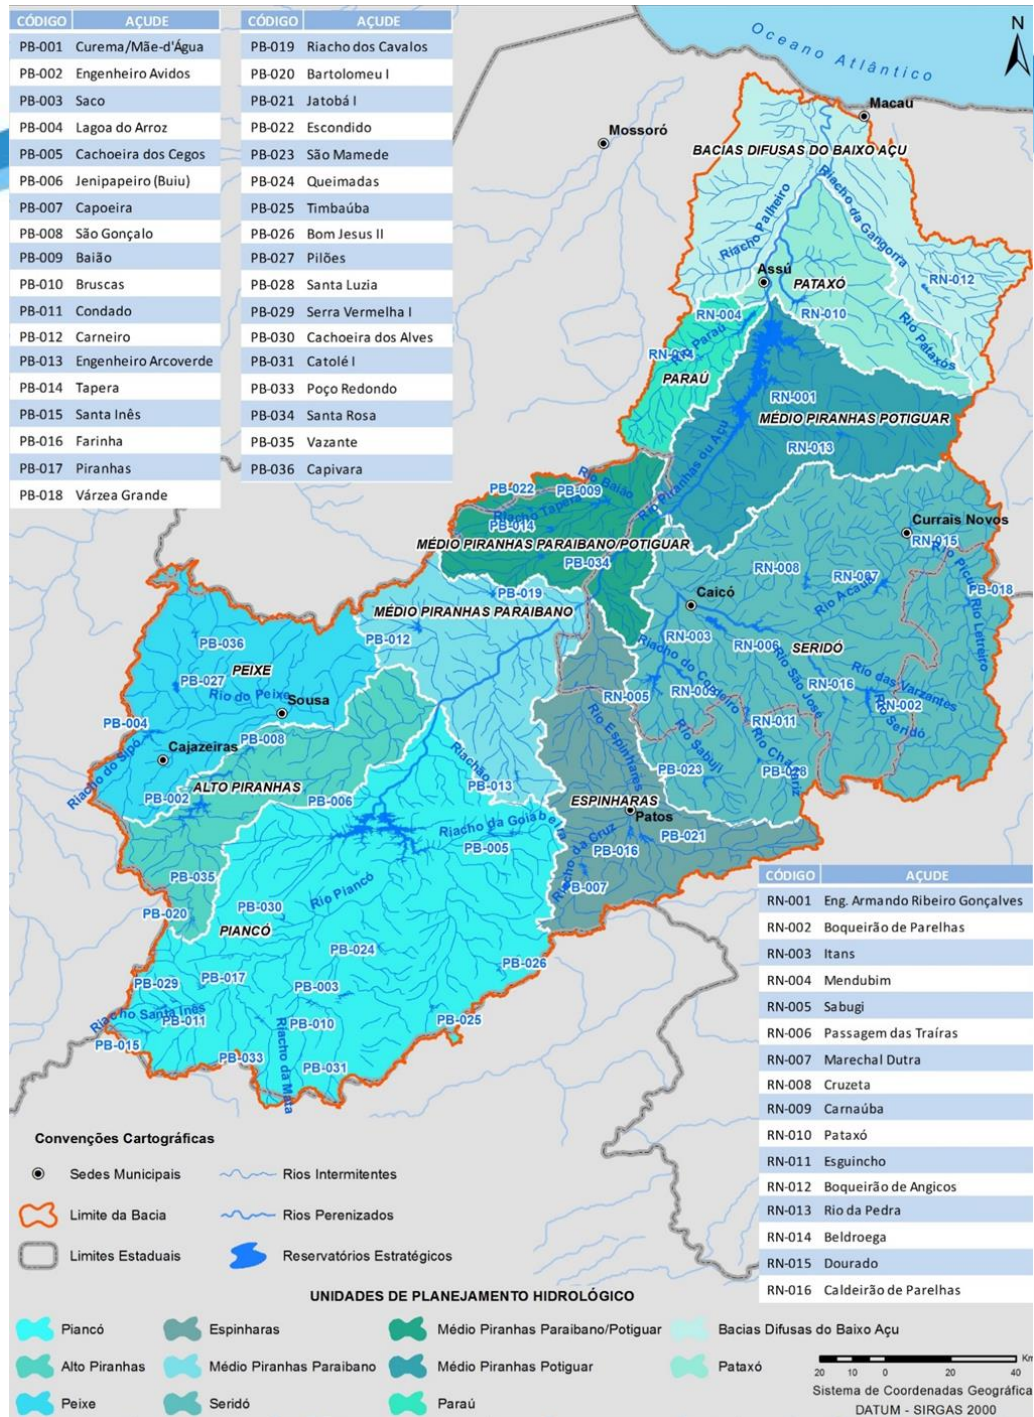 CÓDIGO AÇUDE
PB-001 Curema/Mãe-d'Água
PB-002 Engenheiro Avidos
PB-003 Saco
PB-004 Lagoa do Arroz
PB-005 Cachoeira dos Cegos
PB-006 Jenipapeiro (Buiu)
PB-007 Capoeira
PB-008 São Gonçalo
PB-009 Baião
PB-010 Bruscas
PB-011 Condado
PB-012 Carneiro
PB-013 Engenheiro Arcoverde
PB-014 Tapera
PB-015 Santa Inês
PB-016 Farinha
PB-017 Piranhas
PB-018 Várzea Grande
CÓDIGO AÇUDE
PB-019 Riacho dos Cavalos
PB-020 Bartolomeu I
PB-021 Jatobá I
PB-022 Escondido
PB-023 São Mamede
PB-024 Queimadas
PB-025 Timbaúba
PB-026 Bom Jesus II
PB-027 Pilões
PB-028 Santa Luzia
PB-029 Serra Vermelha I
PB-030 Cachoeira dos Alves
PB-031 Catolé I
PB-033 Poço Redondo
PB-034 Santa Rosa
PB-035 Vazante
PB-036 Capivara
N
Oceano Atlântico
Macau
Mossoró
BACIAS DIFUSAS DO BAIXO AÇU
Riacho Palheiro
Riacho da Gangorra
Assú
PATAXÓ
RN-012
RN-004
RN-010
Rio Paraú
Rio Pataxós
PARAÚ
RN-001
MÉDIO PIRANHAS POTIGUAR
RN-013
Rio Piranhas ou Açu
Rio Baião
PB-022
PB-009
Riacho Tapera
PB-014
MÉDIO PIRANHAS PARAIBANO/POTIGUAR
PB-034
Currais Novos
RN-015
Rio Picuí
PB-018
RN-008
RN-007
Rio Acauã
Rio Letreiro
PB-019
MÉDIO PIRANHAS PARAIBANO
Caicó
PB-012
PB-036
PEIXE
RN-003
RN-006
SERIDÓ
Riacho do Cordeiro
Rio São José
Rio das Varzantes
PB-027
Rio do Peixe
Sousa
RN-005
RN-009
RN-016
RN-002
Rio Seridó
PB-004
PB-008
Rio Espinharas
RN-011
Cajazeiras
Riacho do Sipó
Rio Sabuji
Rio Chafariz
PB-023
Riachão
PB-013
ALTO PIRANHAS
PB-002
PB-006
ESPINHARAS
Patos
Riacho da Goiabeira
PB-005
Riacho da Cruz
PB-021
PB-016
PB-035
Rio Piancó
PB-020
PB-030
PIANCÓ
PB-024
PB-026
PB-029
PB-017
PB-003
Riacho Santa Inês
PB-011
PB-010
PB-025
PB-015
PB-033
Riacho da Mata
PB-031
CÓDIGO AÇUDE
RN-001 Eng. Armando Ribeiro Gonçalves
RN-002 Boqueirão de Parelhas
RN-003 Itans
RN-004 Mendubim
RN-005 Sabugi
RN-006 Passagem das Traíras
RN-007 Marechal Dutra
RN-008 Cruzeta
RN-009 Carnaúba
RN-010 Pataxó
RN-011 Esguincho
RN-012 Boqueirão de Angicos
RN-013 Rio da Pedra
RN-014 Beldroega
RN-015 Dourado
RN-016 Caldeirão de Parelhas
Convenções Cartográficas
Sedes Municipais
Rios Intermitentes
Limite da Bacia
Rios Perenizados
Limites Estaduais
Reservatórios Estratégicos
UNIDADES DE PLANEJAMENTO HIDROLÓGICO
Piancó
Espinharas
Médio Piranhas Paraibano/Potiguar
Bacias Difusas do Baixo Açu
Alto Piranhas
Médio Piranhas Paraibano
Médio Piranhas Potiguar
Pataxó
Peixe
Seridó
Paraú
Km
20 10 0 20 40
Sistema de Coordenadas Geográfica
DATUM - SIRGAS 2000